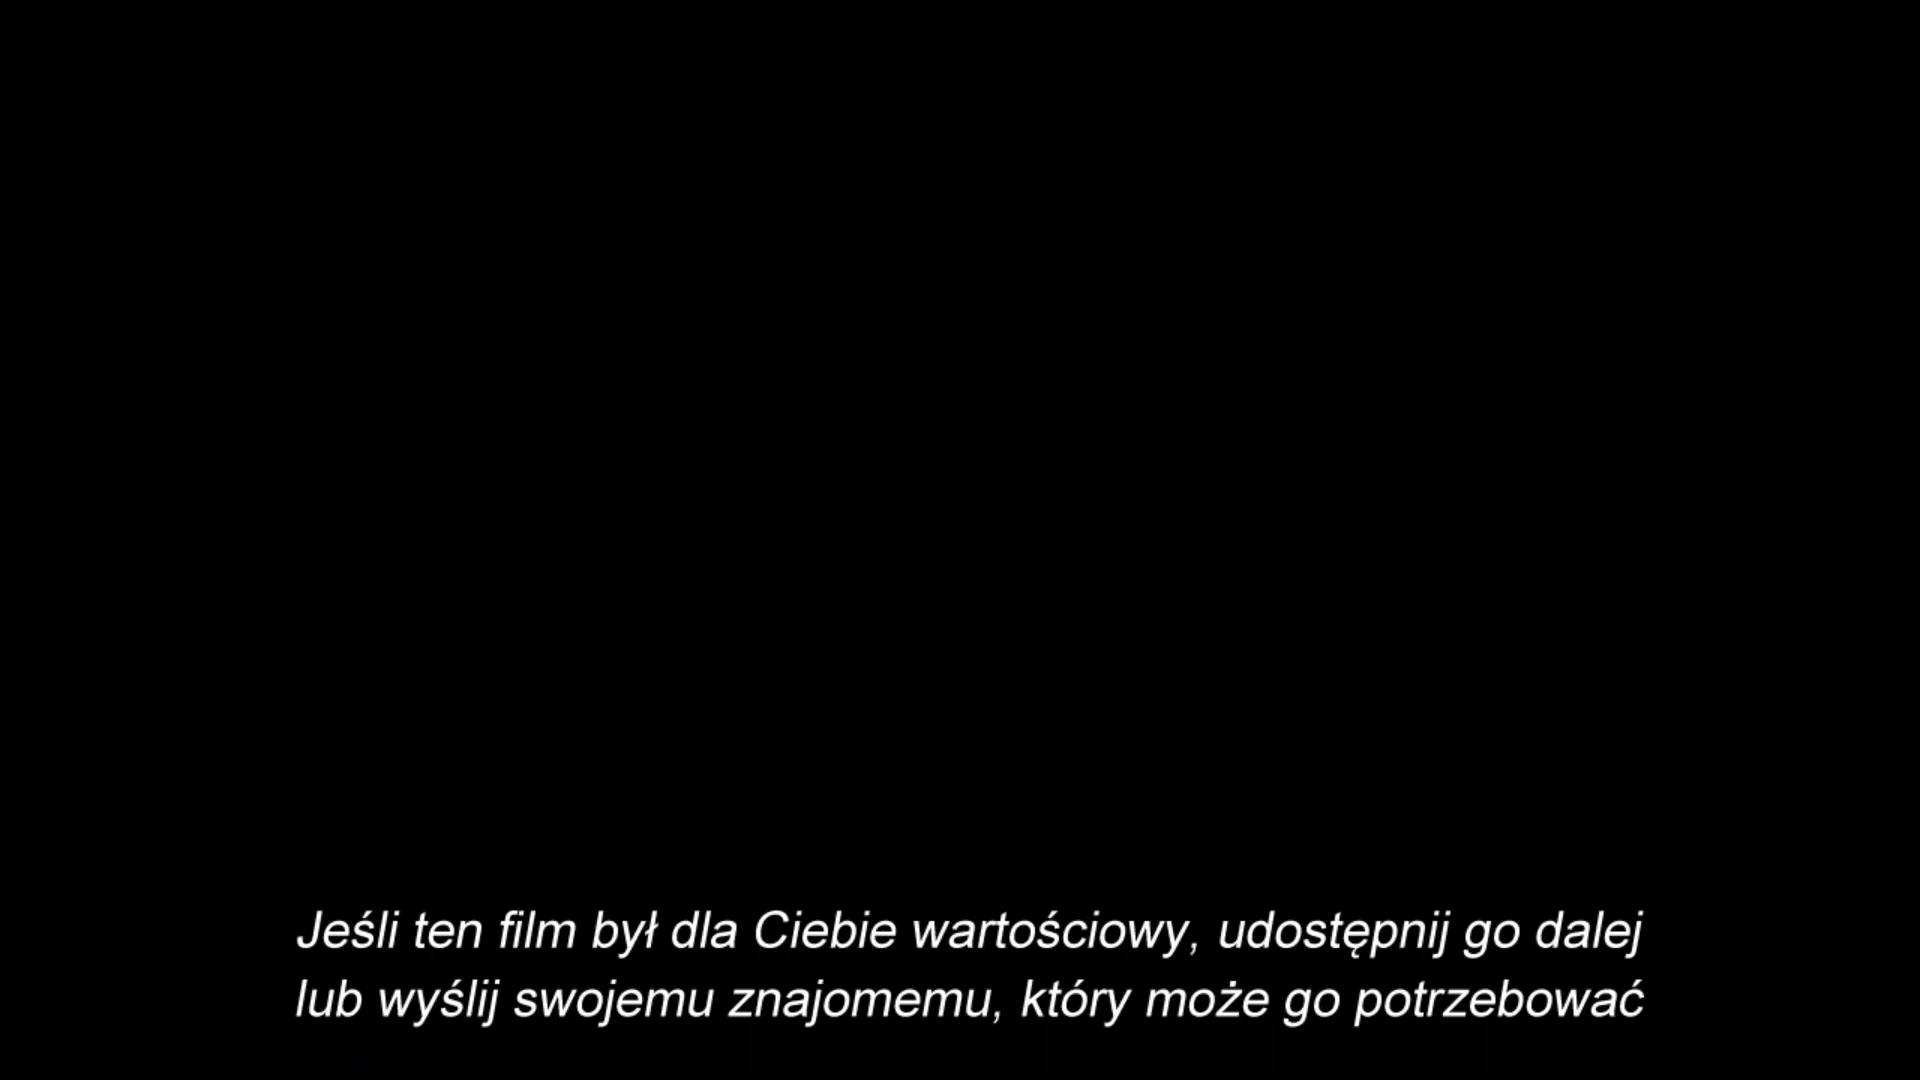 Jeśli ten film był dla Ciebie wartościowy, udostępnij go dalej
lub wyślij swojemu znajomemu, który może go potrzebować